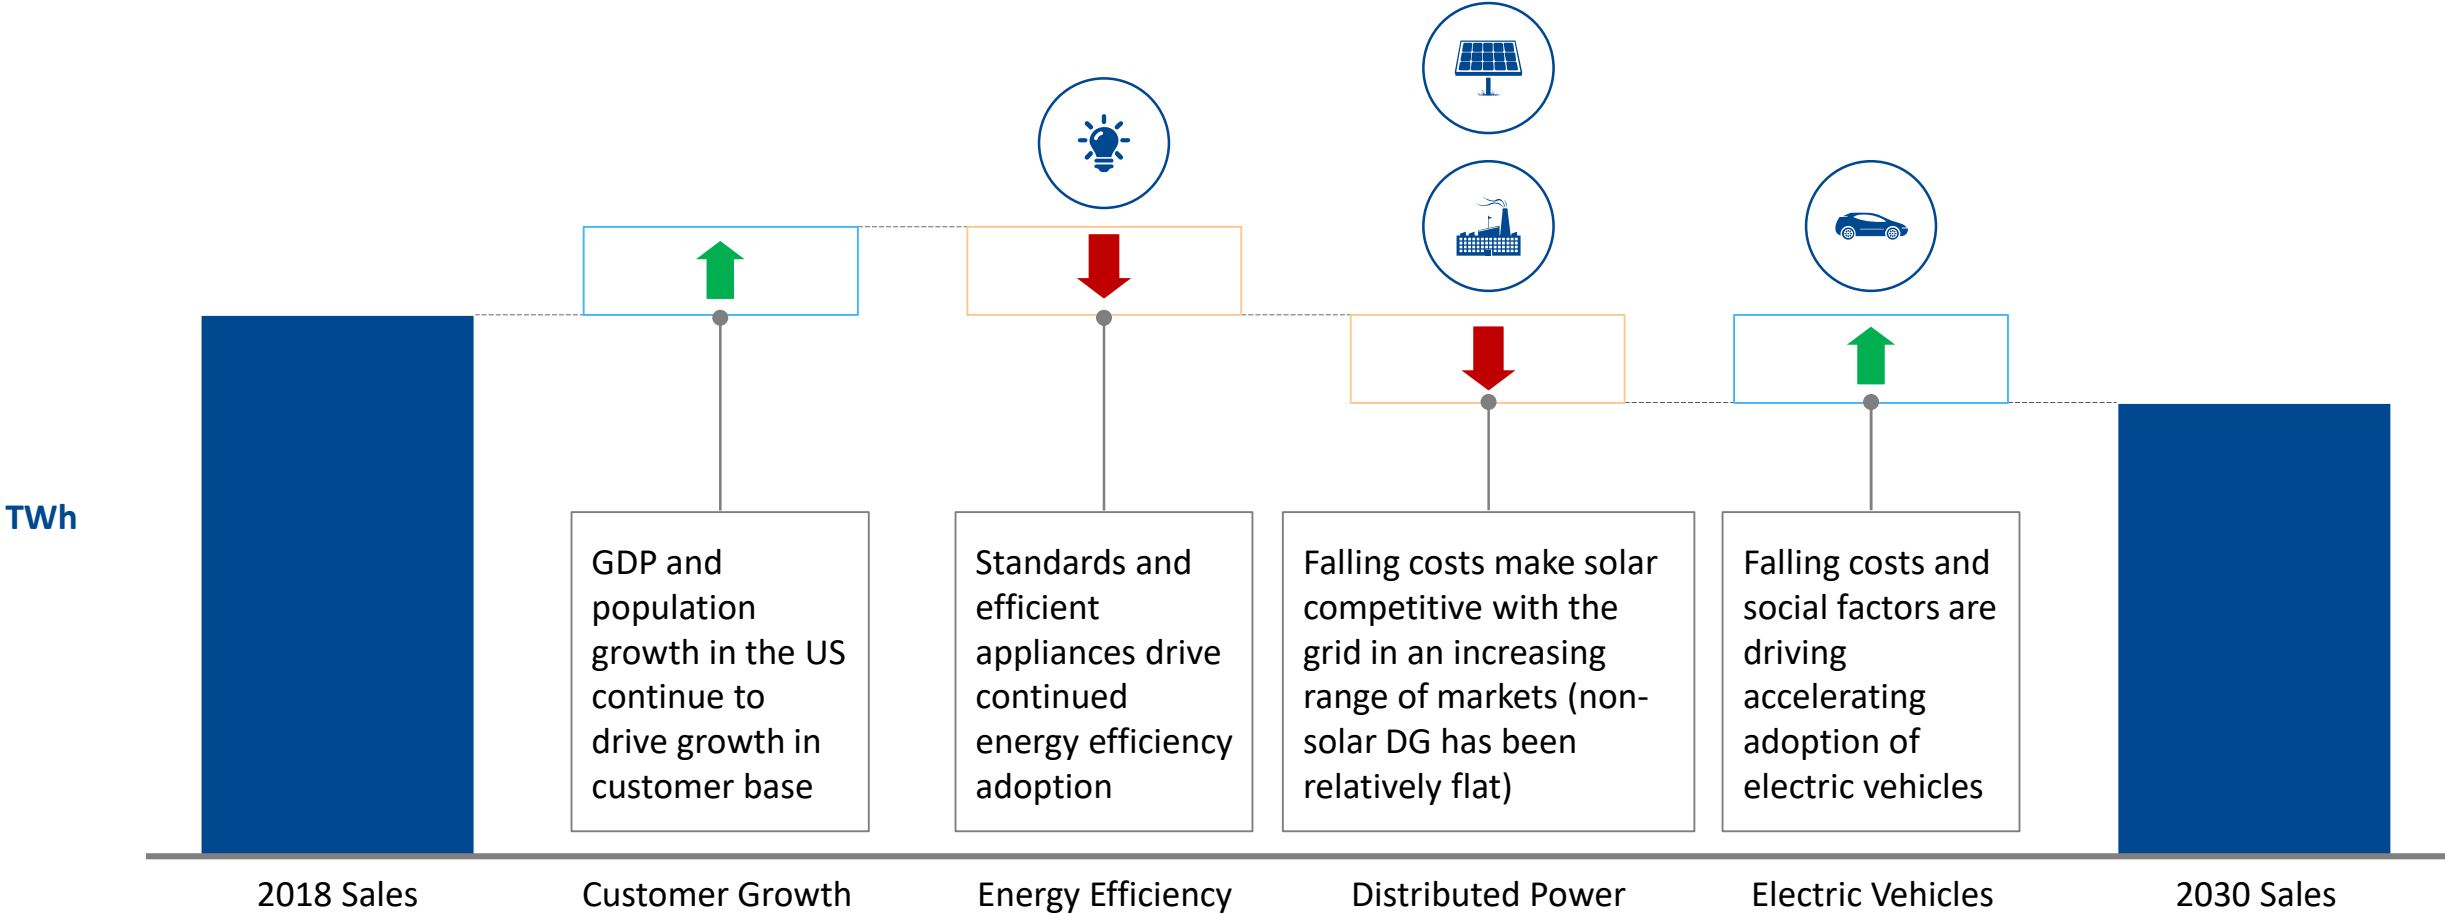 TWh
GDP and
population
growth in the US
continue to
drive growth in
customer base
Standards and
efficient
appliances drive
continued
energy efficiency
adoption
Falling costs make solar
competitive with the
grid in an increasing
range of markets (non-
solar DG has been
relatively flat)
Falling costs and
social factors are
driving
accelerating
adoption of
electric vehicles
2018 Sales
Customer Growth
Energy Efficiency
Distributed Power
Electric Vehicles
2030 Sales